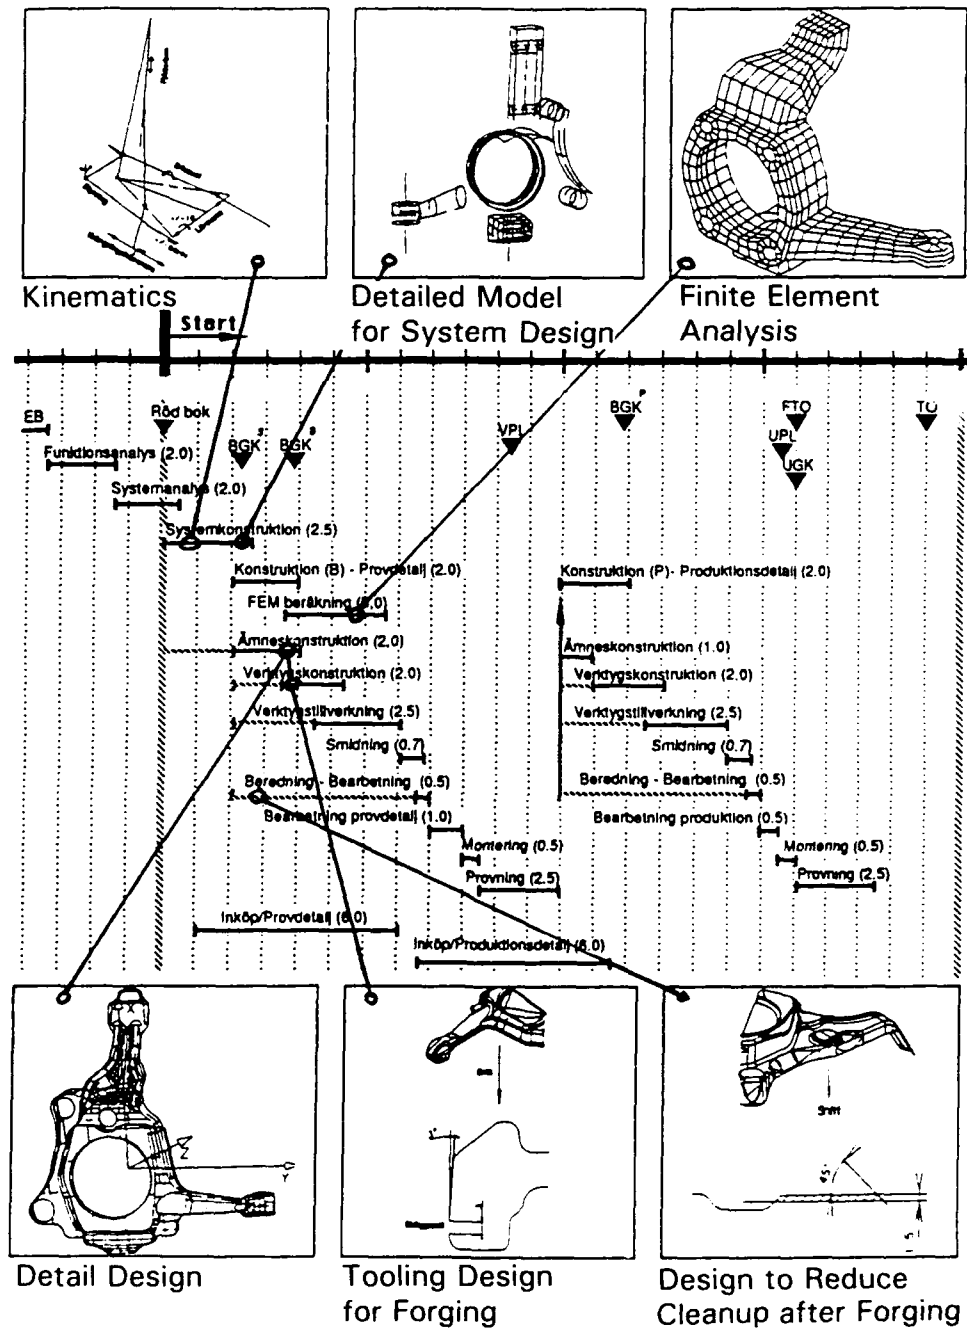 Kinematics
Detailed Model
for System Design
Finite Element
Analysis
Start
EB
Röd bok
BGK S
BGK B
VPL
BGK P
FTO
TO
UPL
UGK
Funktionsanalys (2.0)
Systemanalys (2.0)
Systemkonstruktion (2.5)
Konstruktion (B) - Provdetalj (2.0)
Konstruktion (P)- Produktionsdetalj (2.0)
FEM beräkning
Ämneskonstruktion (2.0)
Ämneskonstruktion (1.0)
Verktygskonstruktion (2.0)
Verktygskonstruktion (2.0)
Verktygstillverkning (2.5)
Verktygstillverkning (2.5)
Smidning (0.7)
Smidning (0.7)
Beredning - Bearbetning (0.5)
Beredning - Bearbetning (0.5)
Bearbetning provdetalj (1.0)
Bearbetning produktion (0.5)
Montering (0.5)
Montering (0.5)
Provning (2.5)
Provning (2.5)
Inköp/Provdetalj (6.0)
Inköp/Produktionsdetalj (6.0)
Z
Y
Snitt
45°
1.5
Detail Design
Tooling Design
for Forging
Design to Reduce
Cleanup after Forging